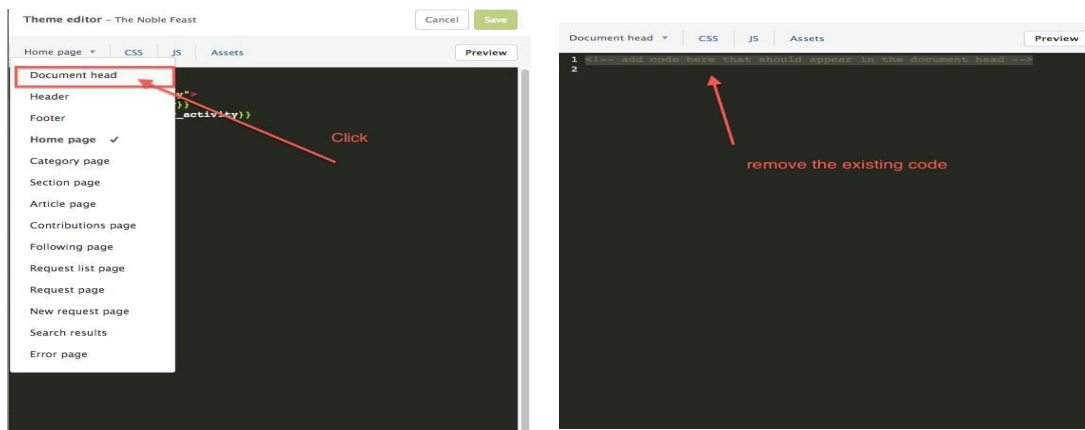 Theme editor – The Noble Feast
Cancel
Save
Home page
CSS
JS
Assets
Preview
Document head
Header
Footer
Home page ✓
Category page
Section page
Article page
Contributions page
Following page
Request list page
Request page
New request page
Search results
Error page
y">
}}
_activity}}
Click
Document head
CSS
JS
Assets
Preview
1 <!-- add code here that should appear in the document head -->
2
remove the existing code